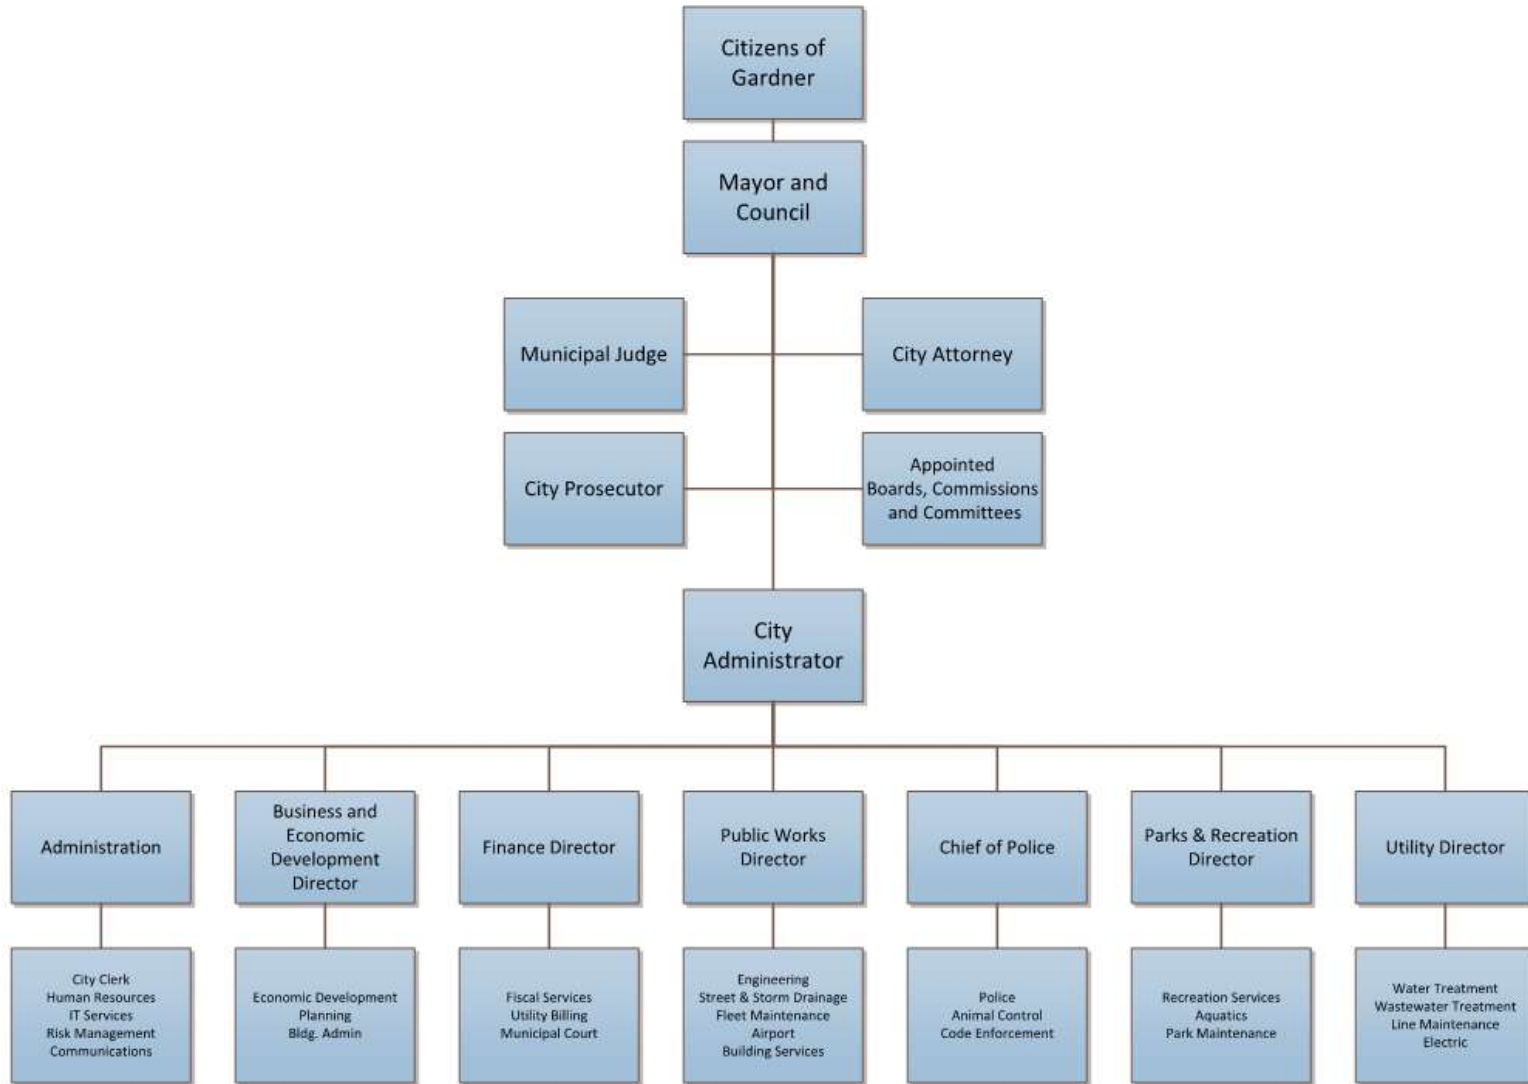 Citizens of
Gardner
Mayor and
Council
Municipal Judge
City Attorney
City Prosecutor
Appointed
Boards, Commissions
and Committees
City
Administrator
Administration
Business and
Economic
Development
Director
Finance Director
Public Works
Director
Chief of Police
Parks & Recreation
Director
Utility Director
City Clerk
Human Resources
IT Services
Risk Management
Communications
Economic Development
Planning
Bldg. Admin
Fiscal Services
Utility Billing
Municipal Court
Engineering
Street & Storm Drainage
Fleet Maintenance
Airport
Building Services
Police
Animal Control
Code Enforcement
Recreation Services
Aquatics
Park Maintenance
Water Treatment
Wastewater Treatment
Line Maintenance
Electric